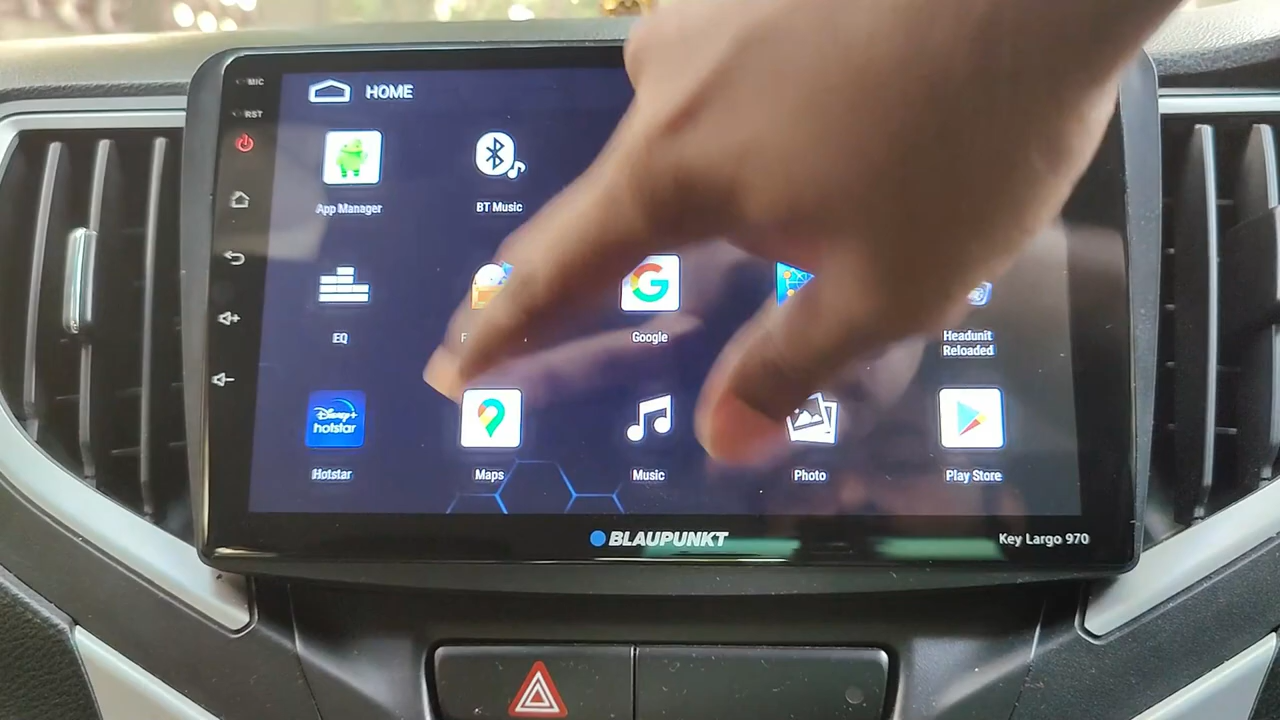 MIC
HOME
RST
App Manager
BT Music
EQ
F
G
Google
Headunit
Reloaded
Disney+
hotstar
Hotstar
Maps
Music
Photo
Play Store
BLAUPUNKT
Key Largo 970